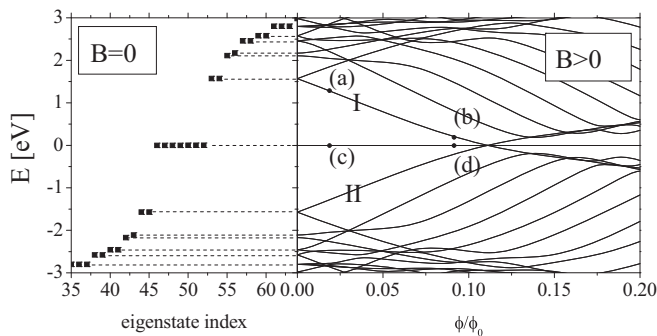 3
2
1
0
-1
-2
-3
E [eV]
B=0
B>0
(a)
I
(b)
(c)
(d)
II
35 40 45 50 55 60 0.00 0.05 0.10 0.15 0.20
eigenstate index
ϕ/ϕ0